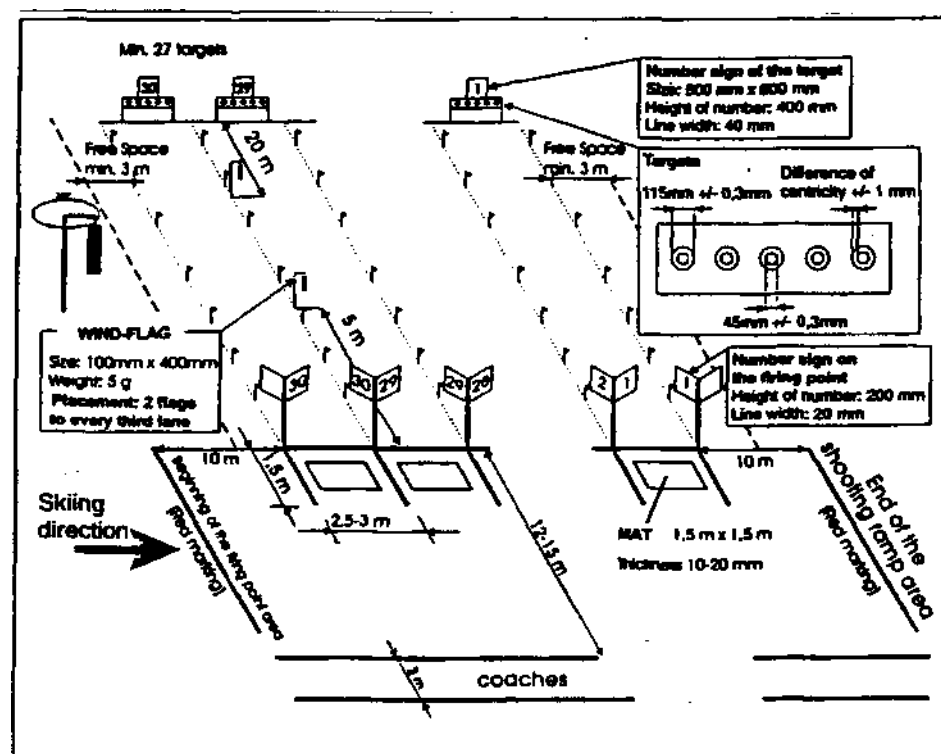 Min. 27 targets
30
29
1
Number sign of the target
Size: 800 mm x 600 mm
Height of number: 400 mm
Line width: 40 mm
20 m
Free Space
min. 3 m
Free Space
min. 3 m
Targets
Difference of
centricity +/- 1 mm
115mm +/- 0,3mm
45mm +/- 0,3mm
WIND-FLAG
Size: 100mm x 400mm
Weight: 5 g
Placement: 2 flags
to every third lane
5 m
30
30
29
29
28
2
1
1
Number sign on
the firing point
Height of number: 200 mm
Line width: 20 mm
10 m
1,5 m
10 m
2.5-3 m
12-15 m
MAT 1,5 m x 1,5 m
Thickness 10-20 mm
Skiing
direction
Beginning of the firing point area
(Red marking)
End of the
shooting ramp area
(Red marking)
coaches